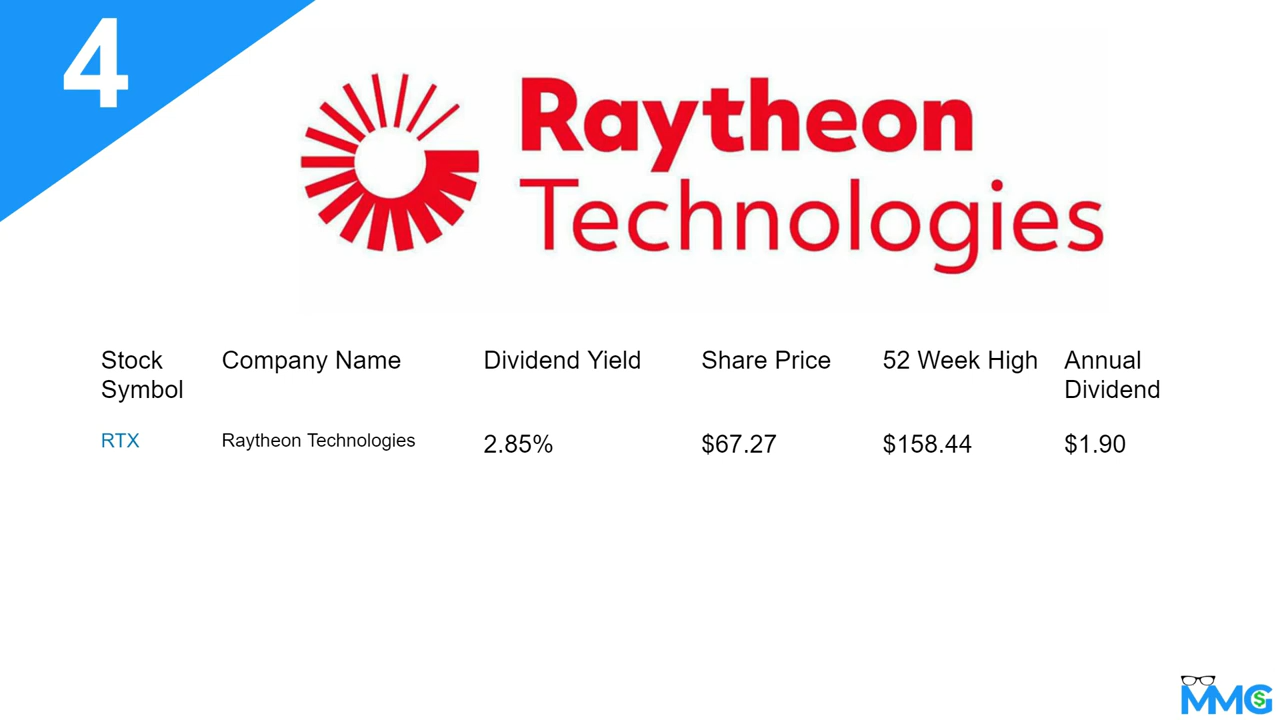 4
Raytheon
Technologies
Stock Symbol Company Name Dividend Yield Share Price 52 Week High Annual Dividend
RTX Raytheon Technologies 2.85% $67.27 $158.44 $1.90
MMG
$